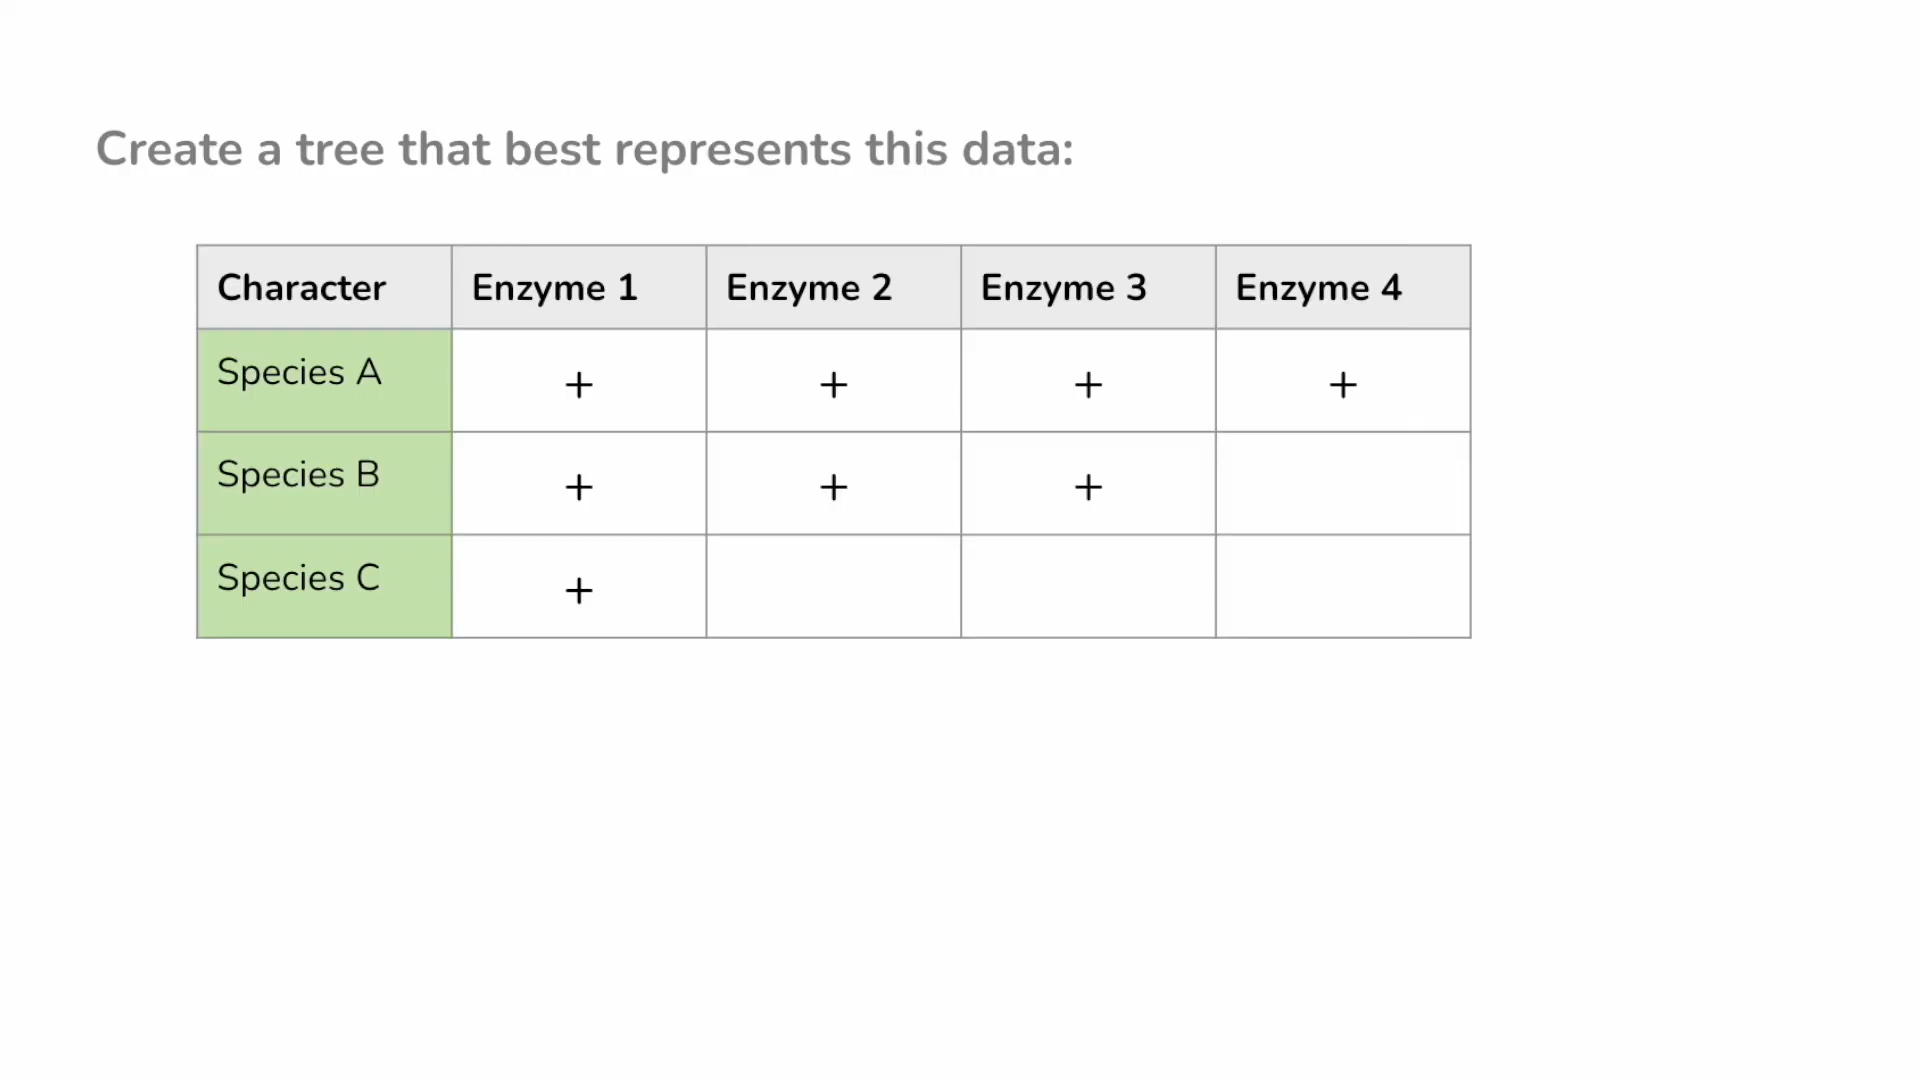 Create a tree that best represents this data:
Character Enzyme 1 Enzyme 2 Enzyme 3 Enzyme 4
Species A + + + +
Species B + + +
Species C +